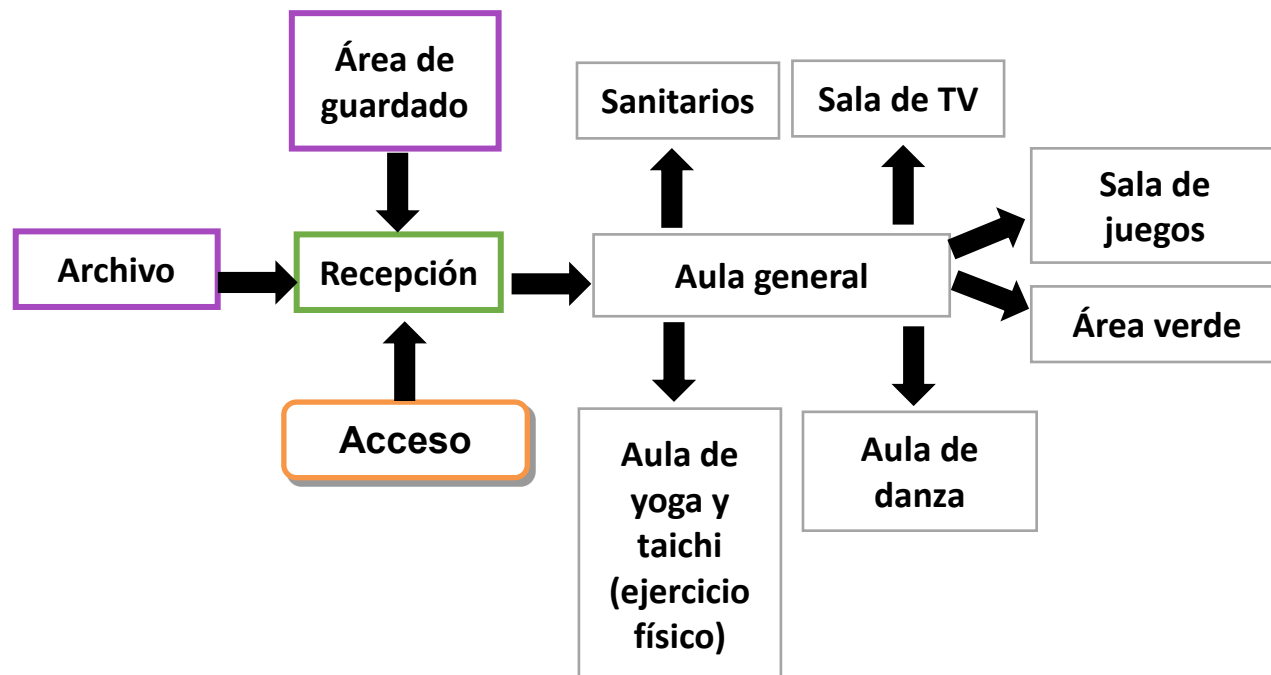 Área de
guardado
Sanitarios
Sala de TV
Sala de
juegos
Archivo
Recepción
Aula general
Área verde
Acceso
Aula de
yoga y
taichi
(ejercicio
físico)
Aula de
danza